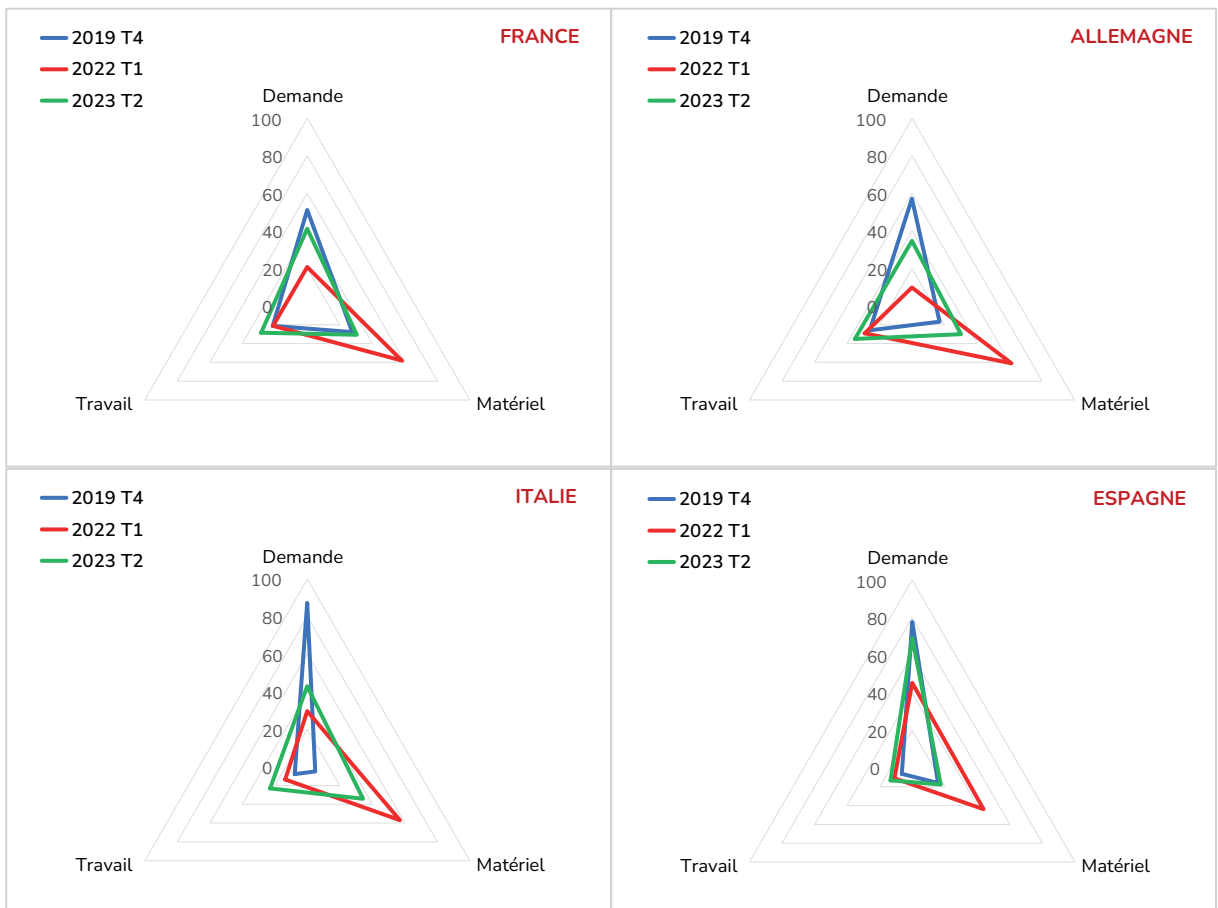 2019 T4
2022 T1
2023 T2
FRANCE
Demande
100
80
60
40
20
0
Travail
Matériel
2019 T4
2022 T1
2023 T2
ALLEMAGNE
Demande
100
80
60
40
20
0
Travail
Matériel
2019 T4
2022 T1
2023 T2
ITALIE
Demande
100
80
60
40
20
0
Travail
Matériel
2019 T4
2022 T1
2023 T2
ESPAGNE
Demande
100
80
60
40
20
0
Travail
Matériel